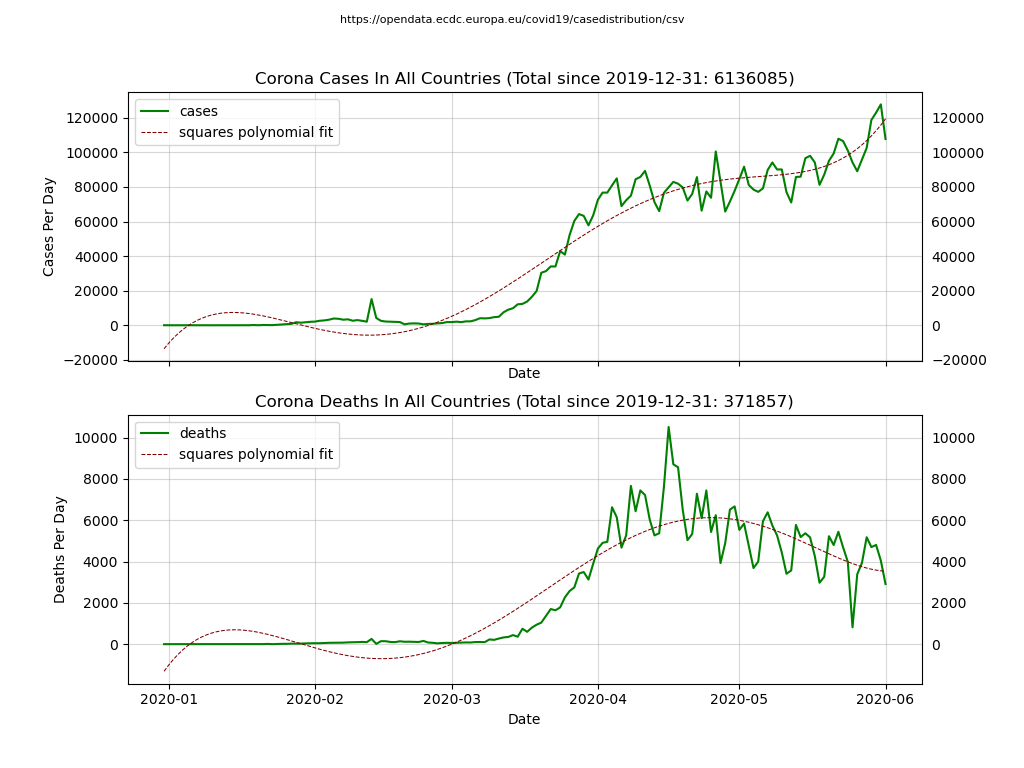 https://opendata.ecdc.europa.eu/covid19/casedistribution/csv
Corona Cases In All Countries (Total since 2019-12-31: 6136085)
cases
squares polynomial fit
120000
100000
80000
60000
40000
20000
0
−20000
120000
100000
80000
60000
40000
20000
0
−20000
Cases Per Day
Date
Corona Deaths In All Countries (Total since 2019-12-31: 371857)
deaths
squares polynomial fit
10000
8000
6000
4000
2000
0
10000
8000
6000
4000
2000
0
Deaths Per Day
2020-01 2020-02 2020-03 2020-04 2020-05 2020-06
Date